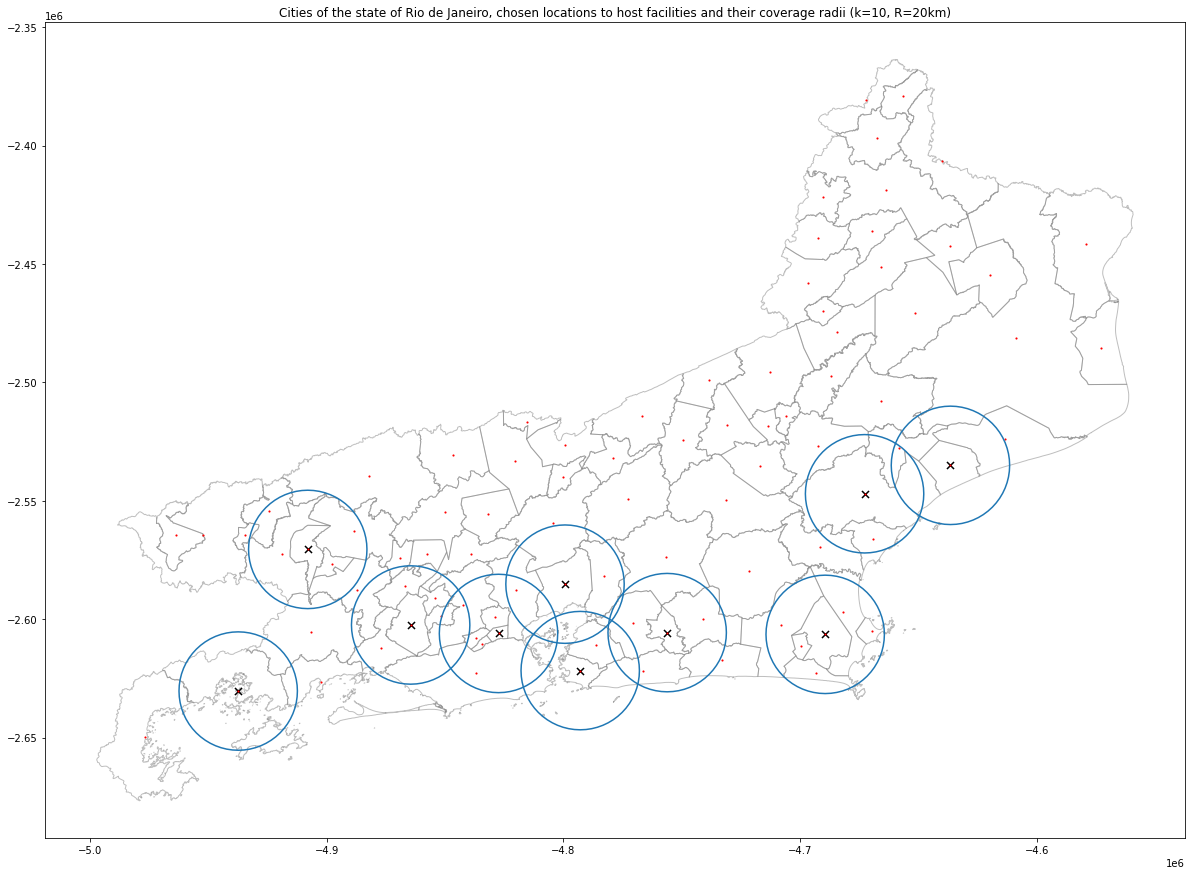 Cities of the state of Rio de Janeiro, chosen locations to host facilities and their coverage radii (k=10, R=20km)
1e6
−2.35
−2.40
−2.45
−2.50
−2.55
−2.60
−2.65
−5.0 −4.9 −4.8 −4.7 −4.6
1e6